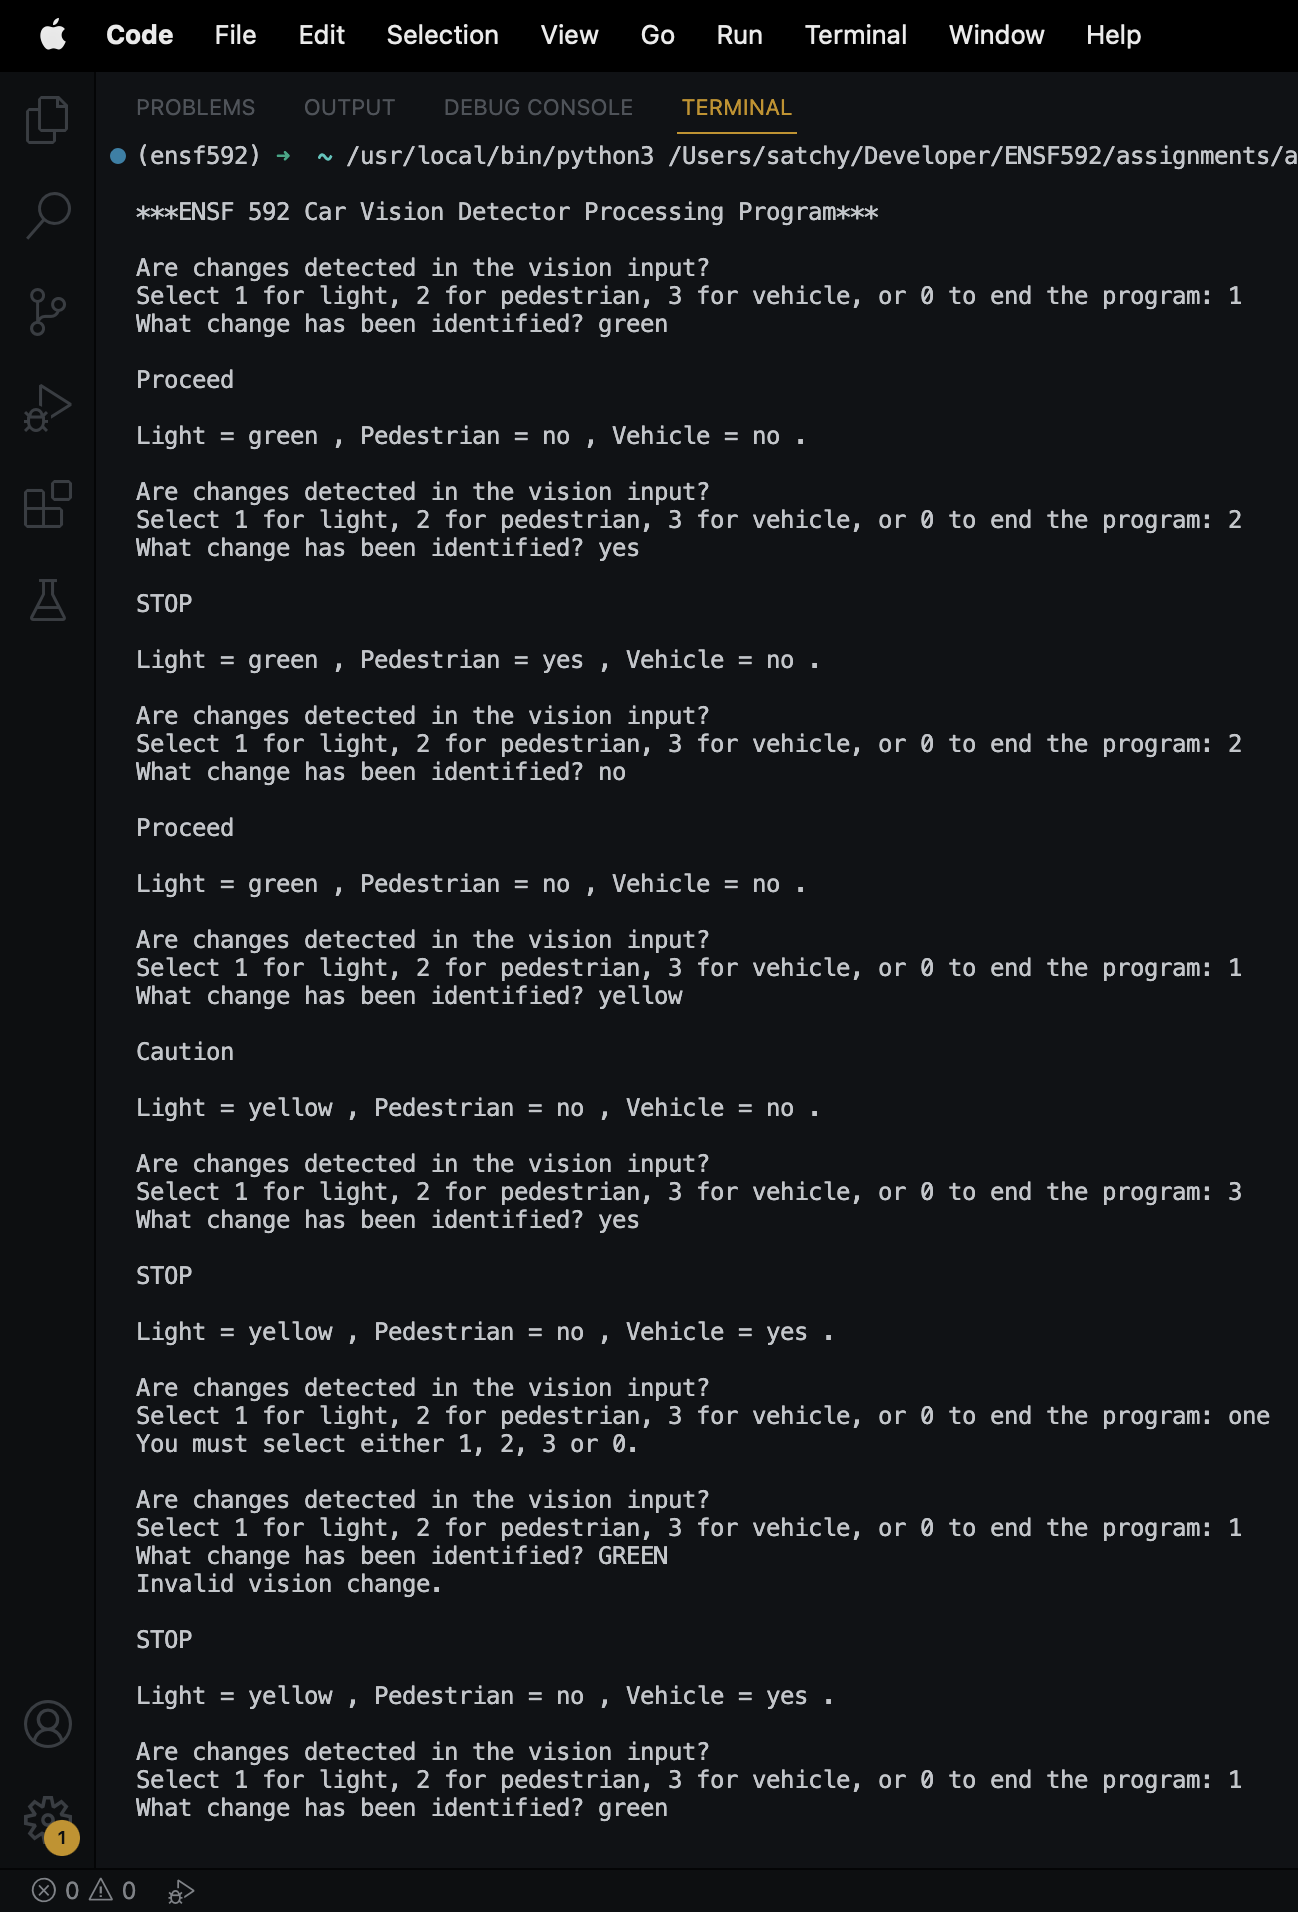 Code File Edit Selection View Go Run Terminal Window Help
PROBLEMS OUTPUT DEBUG CONSOLE TERMINAL
(ensf592) ➜ ~ /usr/local/bin/python3 /Users/satchy/Developer/ENSF592/assignments/a
***ENSF 592 Car Vision Detector Processing Program***
Are changes detected in the vision input?
Select 1 for light, 2 for pedestrian, 3 for vehicle, or 0 to end the program: 1
What change has been identified? green
Proceed
Light = green , Pedestrian = no , Vehicle = no .
Are changes detected in the vision input?
Select 1 for light, 2 for pedestrian, 3 for vehicle, or 0 to end the program: 2
What change has been identified? yes
STOP
Light = green , Pedestrian = yes , Vehicle = no .
Are changes detected in the vision input?
Select 1 for light, 2 for pedestrian, 3 for vehicle, or 0 to end the program: 2
What change has been identified? no
Proceed
Light = green , Pedestrian = no , Vehicle = no .
Are changes detected in the vision input?
Select 1 for light, 2 for pedestrian, 3 for vehicle, or 0 to end the program: 1
What change has been identified? yellow
Caution
Light = yellow , Pedestrian = no , Vehicle = no .
Are changes detected in the vision input?
Select 1 for light, 2 for pedestrian, 3 for vehicle, or 0 to end the program: 3
What change has been identified? yes
STOP
Light = yellow , Pedestrian = no , Vehicle = yes .
Are changes detected in the vision input?
Select 1 for light, 2 for pedestrian, 3 for vehicle, or 0 to end the program: one
You must select either 1, 2, 3 or 0.
Are changes detected in the vision input?
Select 1 for light, 2 for pedestrian, 3 for vehicle, or 0 to end the program: 1
What change has been identified? GREEN
Invalid vision change.
STOP
Light = yellow , Pedestrian = no , Vehicle = yes .
Are changes detected in the vision input?
Select 1 for light, 2 for pedestrian, 3 for vehicle, or 0 to end the program: 1
What change has been identified? green
1
0 0